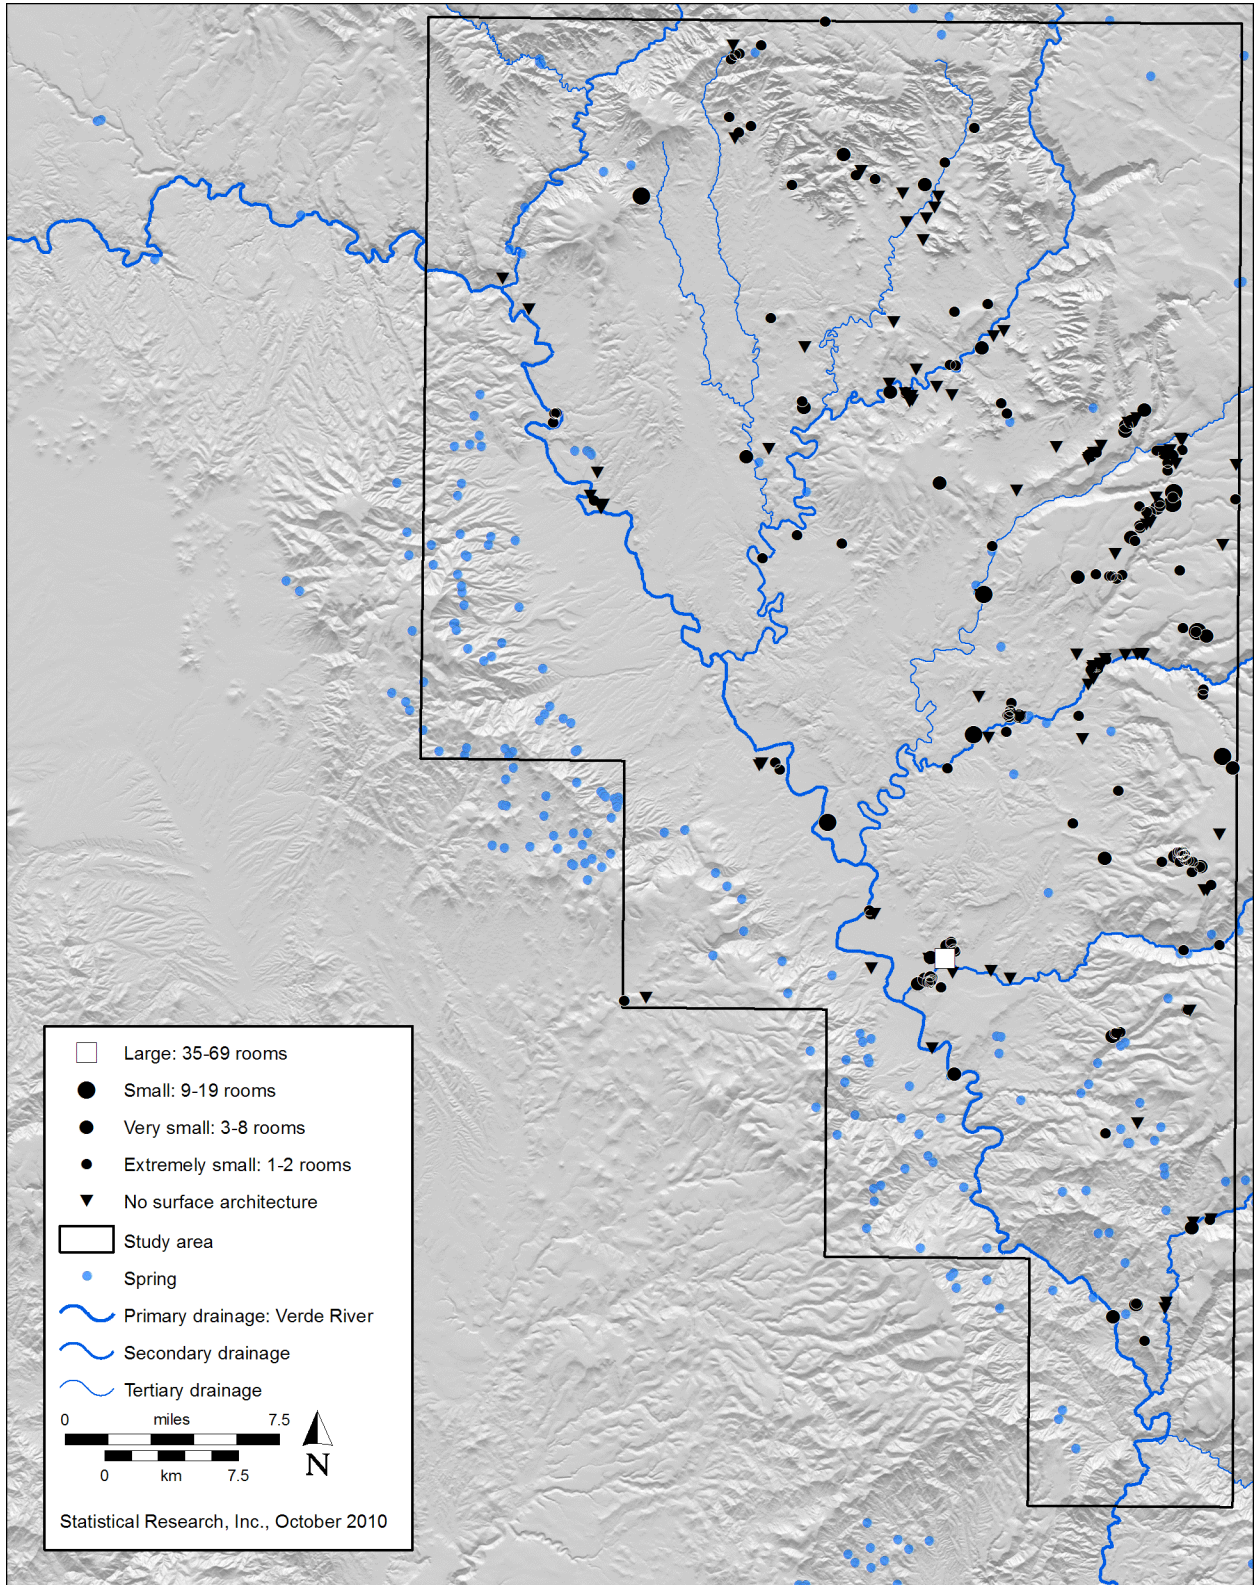 Large: 35-69 rooms
Small: 9-19 rooms
Very small: 3-8 rooms
Extremely small: 1-2 rooms
No surface architecture
Study area
Spring
Primary drainage: Verde River
Secondary drainage
Tertiary drainage
0 miles 7.5
0 km 7.5
N
Statistical Research, Inc., October 2010